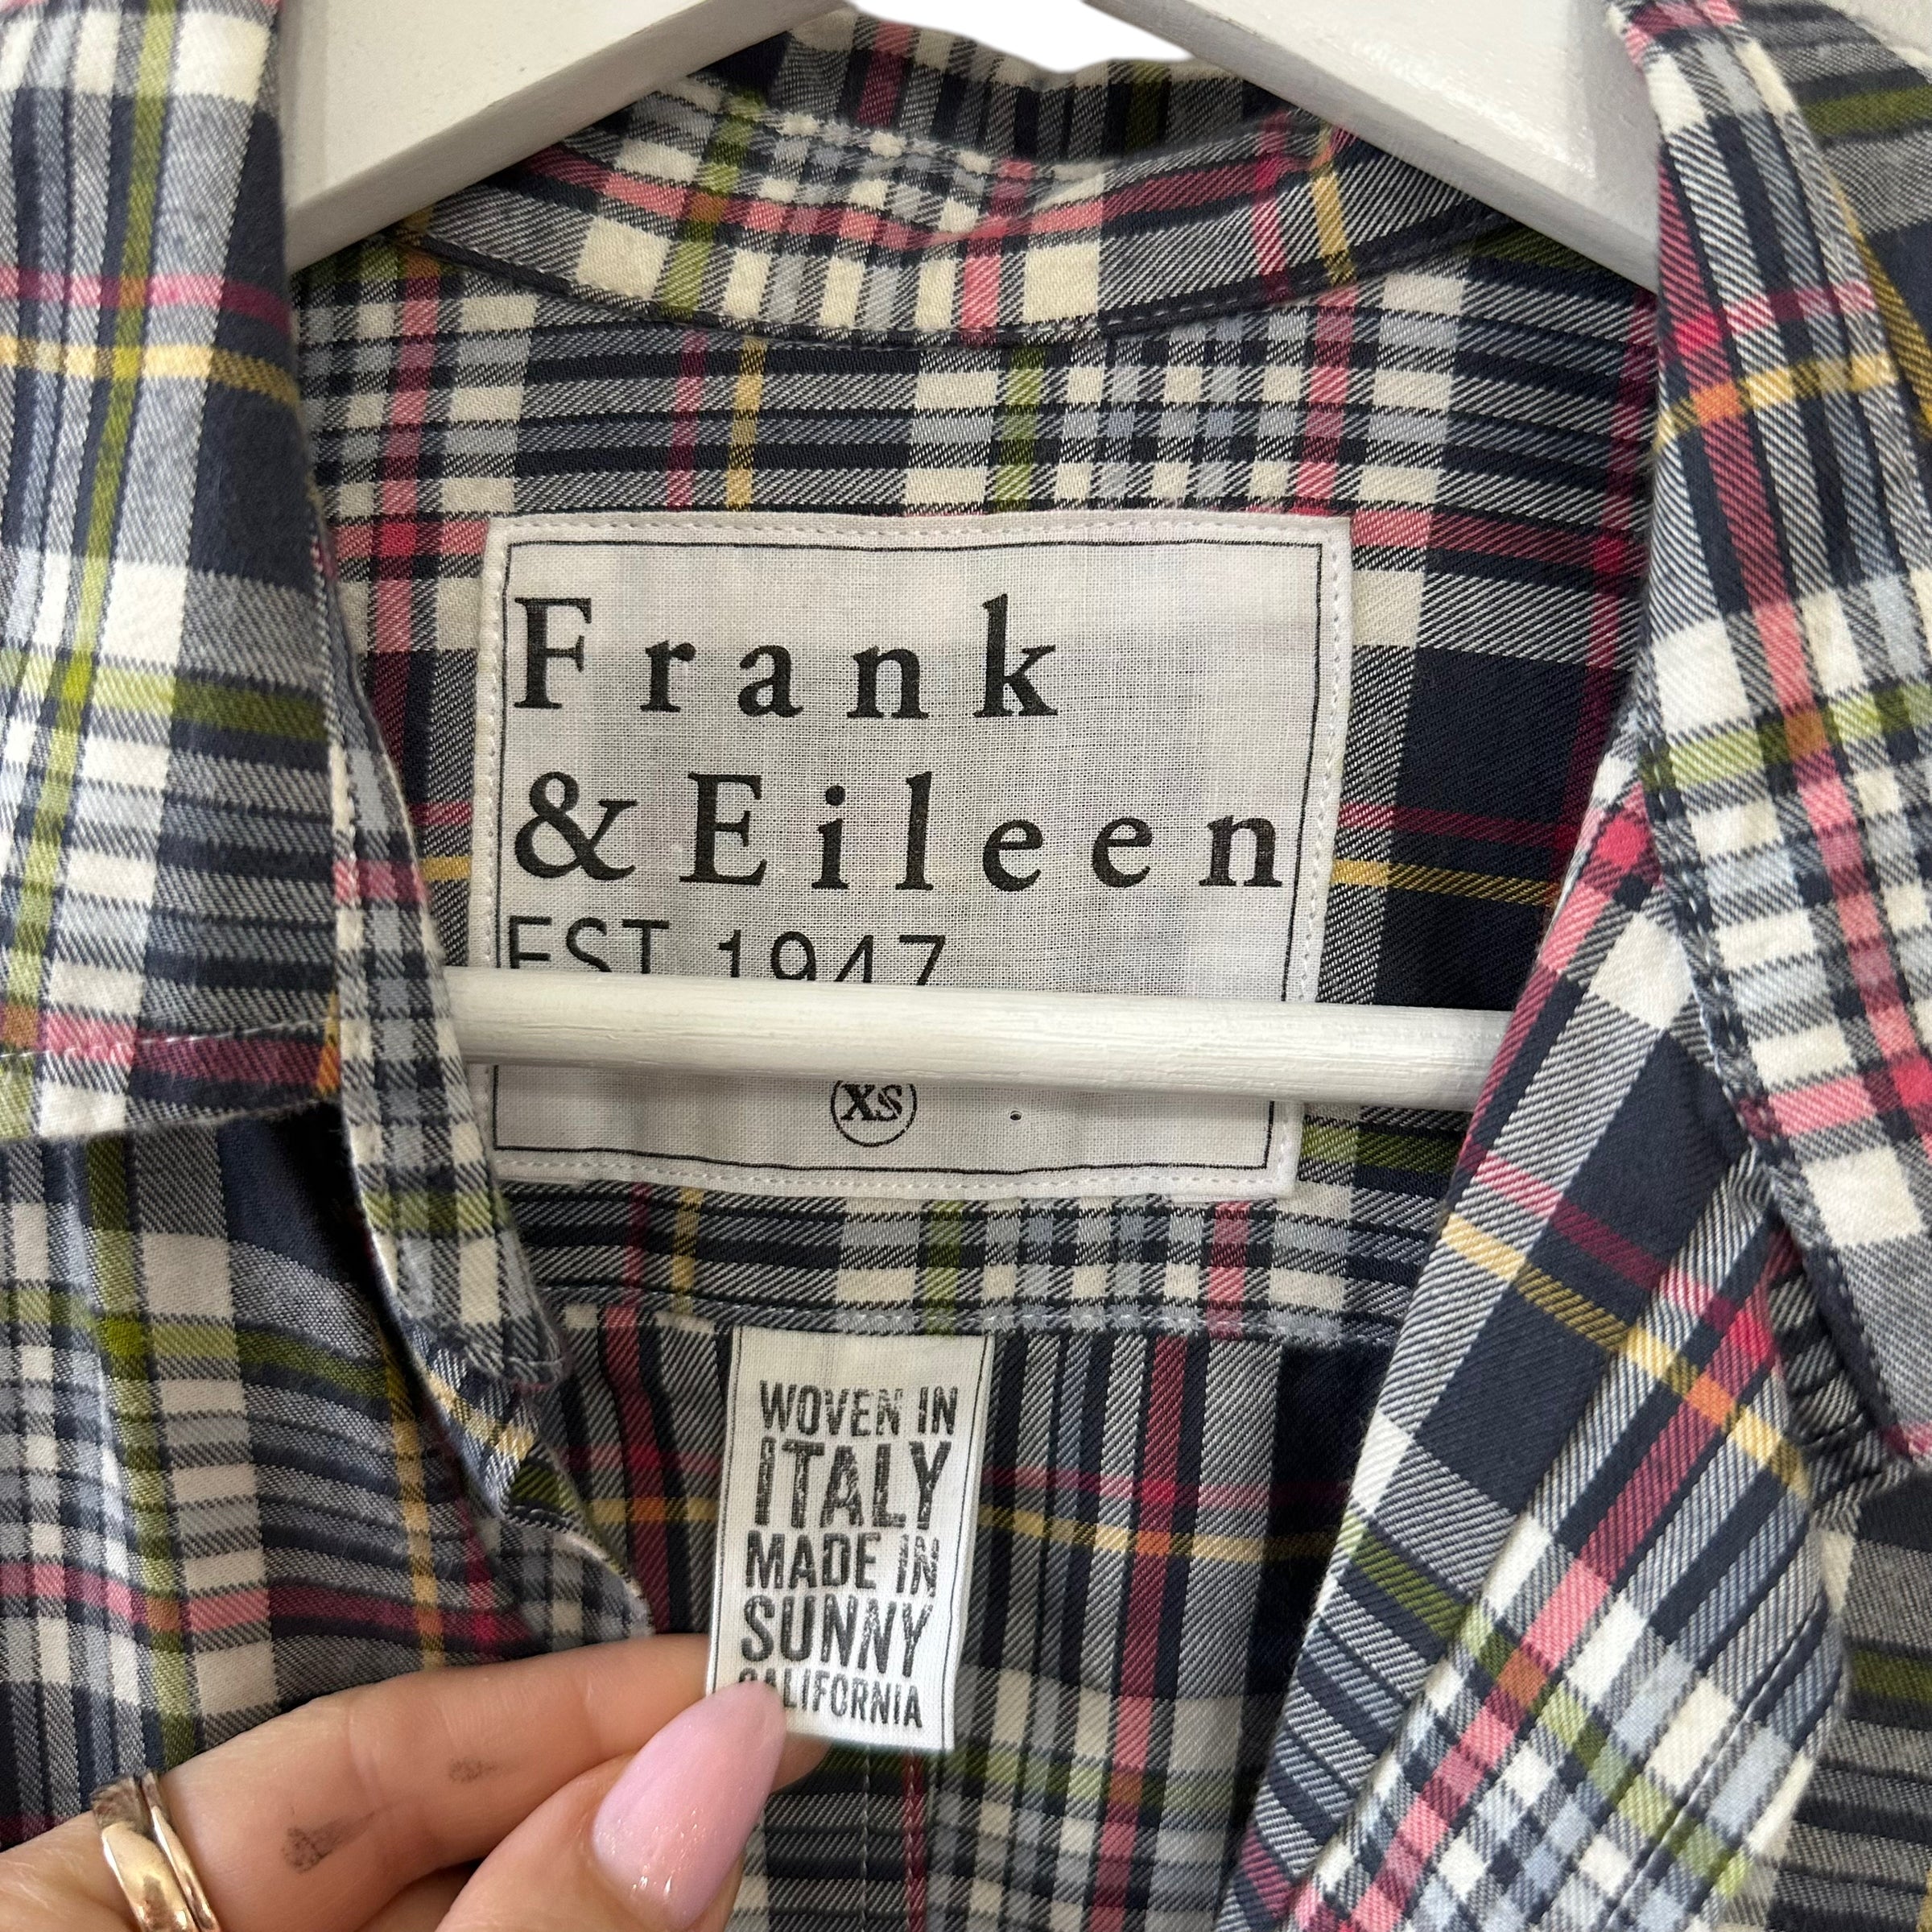 Frank
& Eileen
EST. 1947
XS
WOVEN IN
ITALY
MADE IN
SUNNY
CALIFORNIA